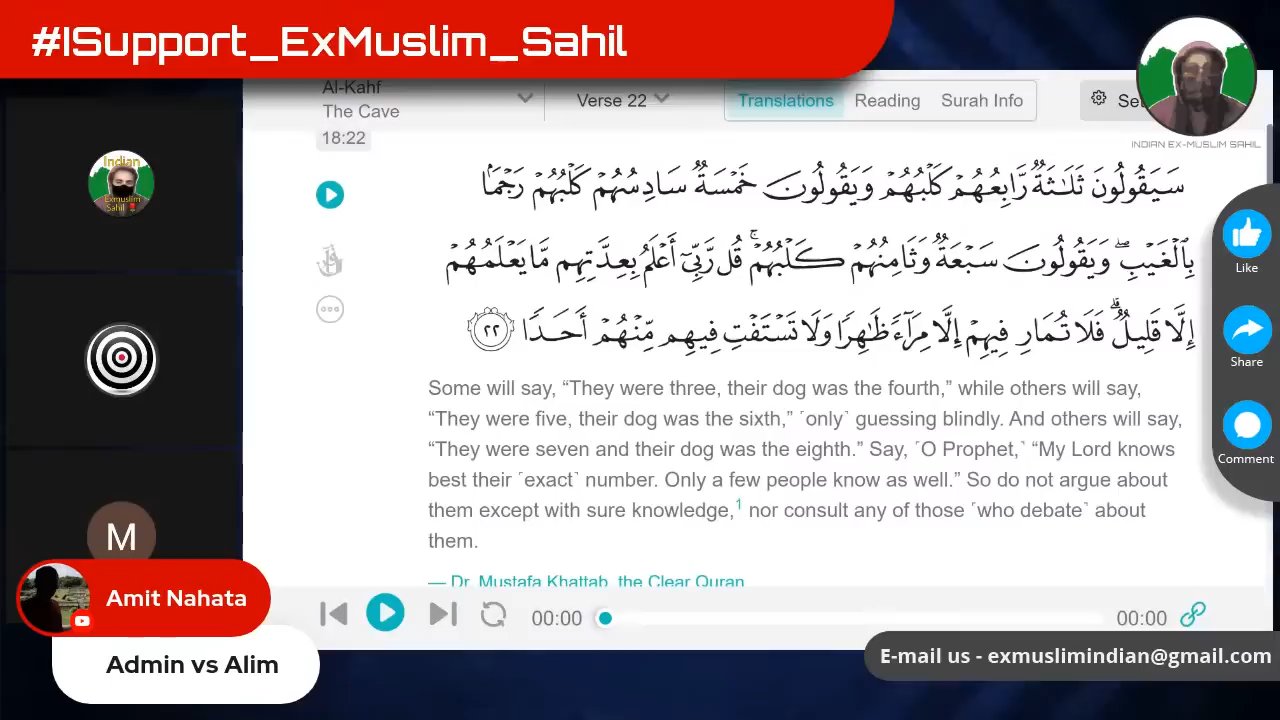 #ISupport_ExMuslim_Sahil
Al-Kahf
The Cave
Verse 22
Translations
Reading
Surah Info
18:22
INDIAN EX-MUSLIM SAHIL
Indian
Exmuslim
Sahil
سَيَقُولُونَ ثَلَـٰثَةٌ رَّابِعُهُمْ كَلْبُهُمْ وَيَقُولُونَ خَمْسَةٌ سَادِسُهُمْ كَلْبُهُمْ رَجْمًۢا
بِٱلْغَيْبِ ۖ وَيَقُولُونَ سَبْعَةٌ وَثَامِنُهُمْ كَلْبُهُمْ ۚ قُل رَّبِّىٓ أَعْلَمُ بِعِدَّتِهِم مَّا يَعْلَمُهُمْ
إِلَّا قَلِيلٌ ۗ فَلَا تُمَارِ فِيهِمْ إِلَّا مِرَآءً ظَـٰهِرًا وَلَا تَسْتَفْتِ فِيهِم مِّنْهُمْ أَحَدًا ٢٢
Some will say, “They were three, their dog was the fourth,” while others will say,
“They were five, their dog was the sixth,” ˹only˺ guessing blindly. And others will say,
“They were seven and their dog was the eighth.” Say, ˹O Prophet,˺ “My Lord knows
best their ˹exact˺ number. Only a few people know as well.” So do not argue about
them except with sure knowledge,1 nor consult any of those ˹who debate˺ about
them.
— Dr. Mustafa Khattab, the Clear Quran
Like
Share
Comment
M
Amit Nahata
Admin vs Alim
00:00
00:00
E-mail us - exmuslimindian@gmail.com